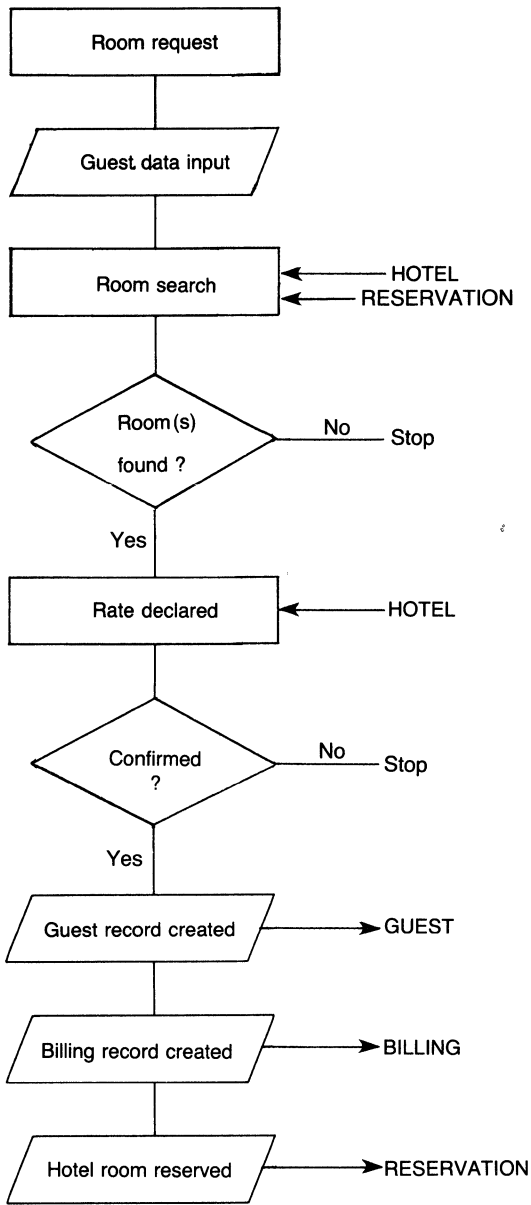 Room request
Guest data input
Room search
HOTEL
RESERVATION
Room(s)
found ?
No
Stop
Yes
Rate declared
HOTEL
Confirmed
?
No
Stop
Yes
Guest record created
GUEST
Billing record created
BILLING
Hotel room reserved
RESERVATION